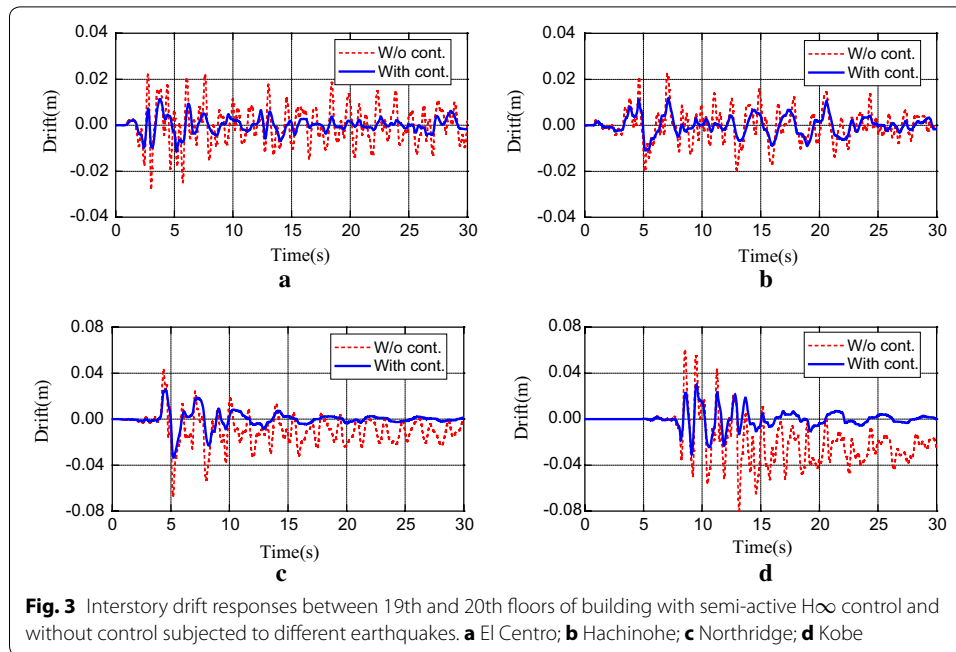 0.04
0.02
0.00
-0.02
-0.04
Drift(m)
W/o cont.
With cont.
0 5 10 15 20 25 30
Time(s)
a
0.04
0.02
0.00
-0.02
-0.04
Dritf(m)
W/o cont.
With cont.
0 5 10 15 20 25 30
Time(s)
b
0.08
0.04
0.00
-0.04
-0.08
Drift(m)
W/o cont.
With cont.
0 5 10 15 20 25 30
Time(s)
c
0.08
0.04
0.00
-0.04
-0.08
Drift(m)
W/o cont.
With cont.
0 5 10 15 20 25 30
Time(s)
d
Fig. 3 Interstory drift responses between 19th and 20th floors of building with semi-active H∞ control and
without control subjected to different earthquakes. a El Centro; b Hachinohe; c Northridge; d Kobe